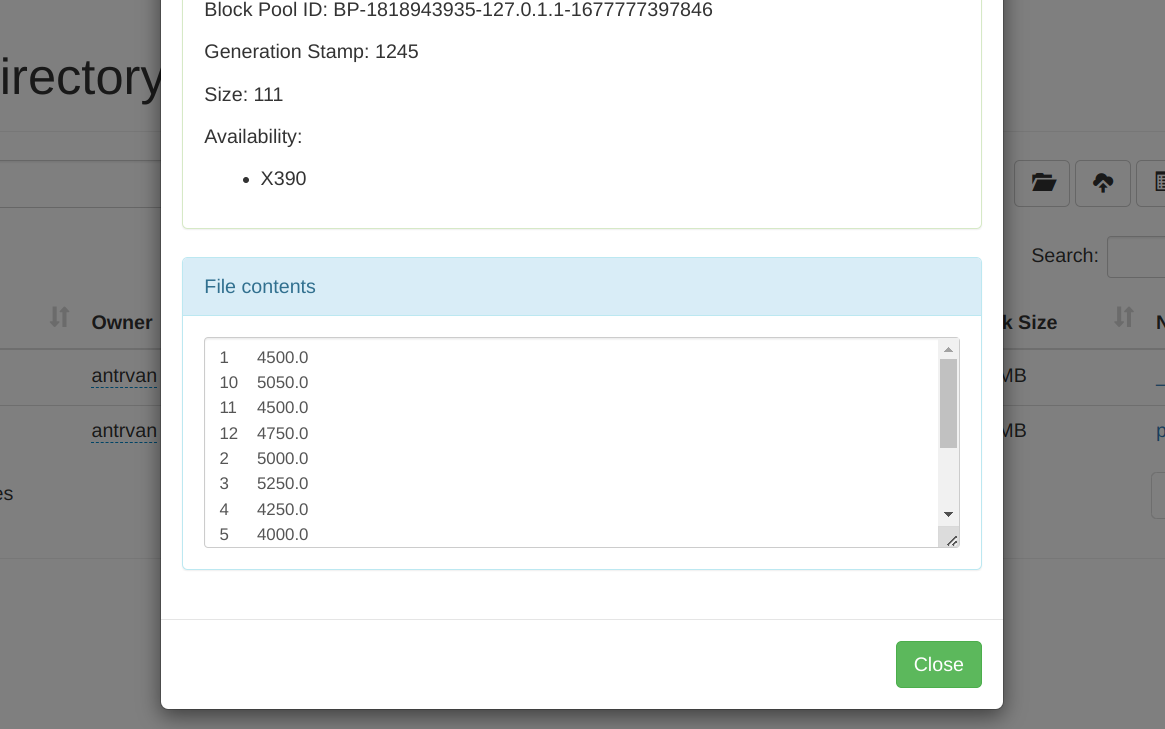 Block Pool ID: BP-1818943935-127.0.1.1-1677777397846
Generation Stamp: 1245
irectory
Size: 111
Availability:
X390
Search:
File contents
Owner
k Size
N
1 4500.0
10 5050.0
11 4500.0
12 4750.0
2 5000.0
3 5250.0
4 4250.0
5 4000.0
antrvan
MB
antrvan
MB
p
es
Close